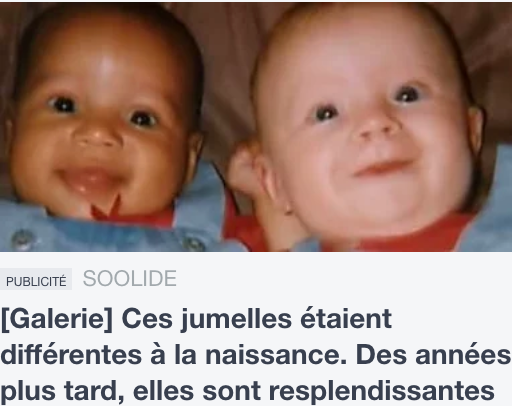 PUBLICITÉ SOOLIDE
[Galerie] Ces jumelles étaient
différentes à la naissance. Des années
plus tard, elles sont resplendissantes